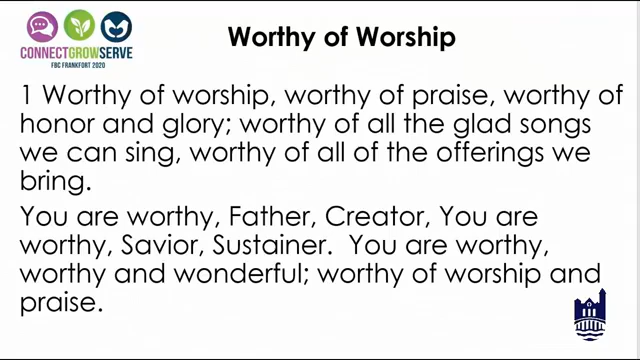 CONNECTGROWSERVE
FBC FRANKFORT 2020
Worthy of Worship
1 Worthy of worship, worthy of praise, worthy of
honor and glory; worthy of all the glad songs
we can sing, worthy of all of the offerings we
bring.
You are worthy, Father, Creator, You are
worthy, Savior, Sustainer.  You are worthy,
worthy and wonderful; worthy of worship and
praise.